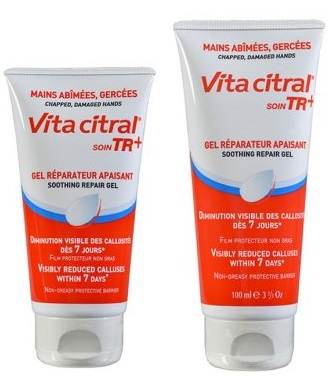 MAINS ABÎMÉES, GERCÉES
CHAPPED, DAMAGED HANDS
Vita citral®
SOIN TR+
GEL RÉPARATEUR APAISANT
SOOTHING REPAIR GEL
DIMINUTION VISIBLE DES CALLOSITÉS
DÈS 7 JOURS*
FILM PROTECTEUR NON GRAS
VISIBLY REDUCED CALLUSES
WITHIN 7 DAYS*
NON-GREASY PROTECTIVE BARRIER
MAINS ABÎMÉES, GERCÉES
CHAPPED, DAMAGED HANDS
Vita citral®
SOIN TR+
GEL RÉPARATEUR APAISANT
SOOTHING REPAIR GEL
DIMINUTION VISIBLE DES CALLOSITÉS
DÈS 7 JOURS*
FILM PROTECTEUR NON GRAS
VISIBLY REDUCED CALLUSES
WITHIN 7 DAYS*
NON-GREASY PROTECTIVE BARRIER
100 ml e 3 ½ Oz